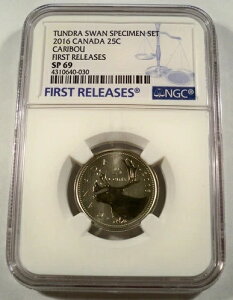 TUNDRA SWAN SPECIMEN SET
2016 CANADA 25C
CARIBOU
FIRST RELEASES
SP 69
4310640-030
FIRST RELEASES®
NGC®